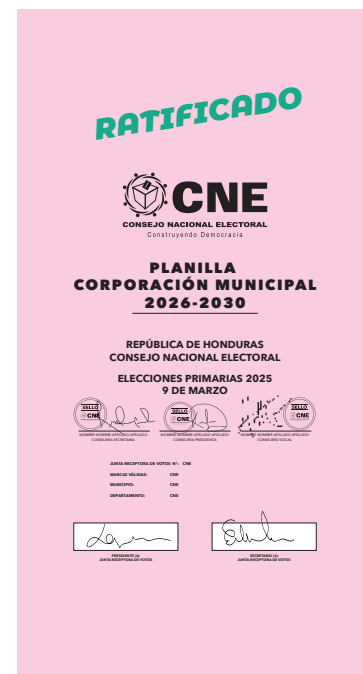 RATIFICADO
CNE
CONSEJO NACIONAL ELECTORAL
Construyendo Democracia
PLANILLA
CORPORACIÓN MUNICIPAL
2026-2030
REPÚBLICA DE HONDURAS
CONSEJO NACIONAL ELECTORAL
ELECCIONES PRIMARIAS 2025
9 DE MARZO
SELLO CNE SELLO CNE SELLO CNE
NOMBRE NOMBRE APELLIDO APELLIDO NOMBRE NOMBRE APELLIDO APELLIDO NOMBRE NOMBRE APELLIDO APELLIDO
CONSEJERA SECRETARIA CONSEJERA PRESIDENTA CONSEJERO VOCAL
JUNTA RECEPTORA DE VOTOS Nº: CNE
MARCAS VÁLIDAS: CNE
MUNICIPIO: CNE
DEPARTAMENTO: CNE
PRESIDENTE (A) SECRETARIO (A)
JUNTA RECEPTORA DE VOTOS JUNTA RECEPTORA DE VOTOS